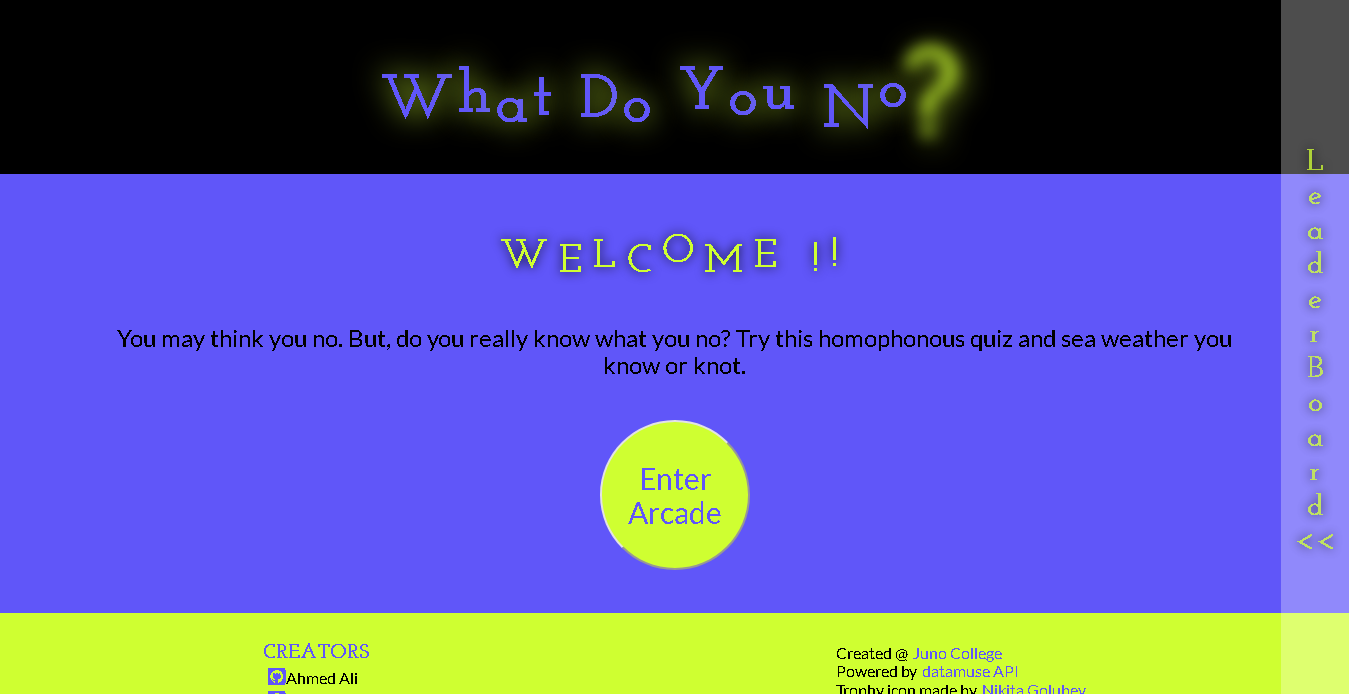 What Do You No?
WELCOME !!
You may think you no. But, do you really know what you no? Try this homophonous quiz and sea weather you
know or knot.
Enter
Arcade
LeaderBoard
<<
CREATORS
Ahmed Ali
Created @ Juno College
Powered by datamuse API
Trophy icon made by Nikita Golubev